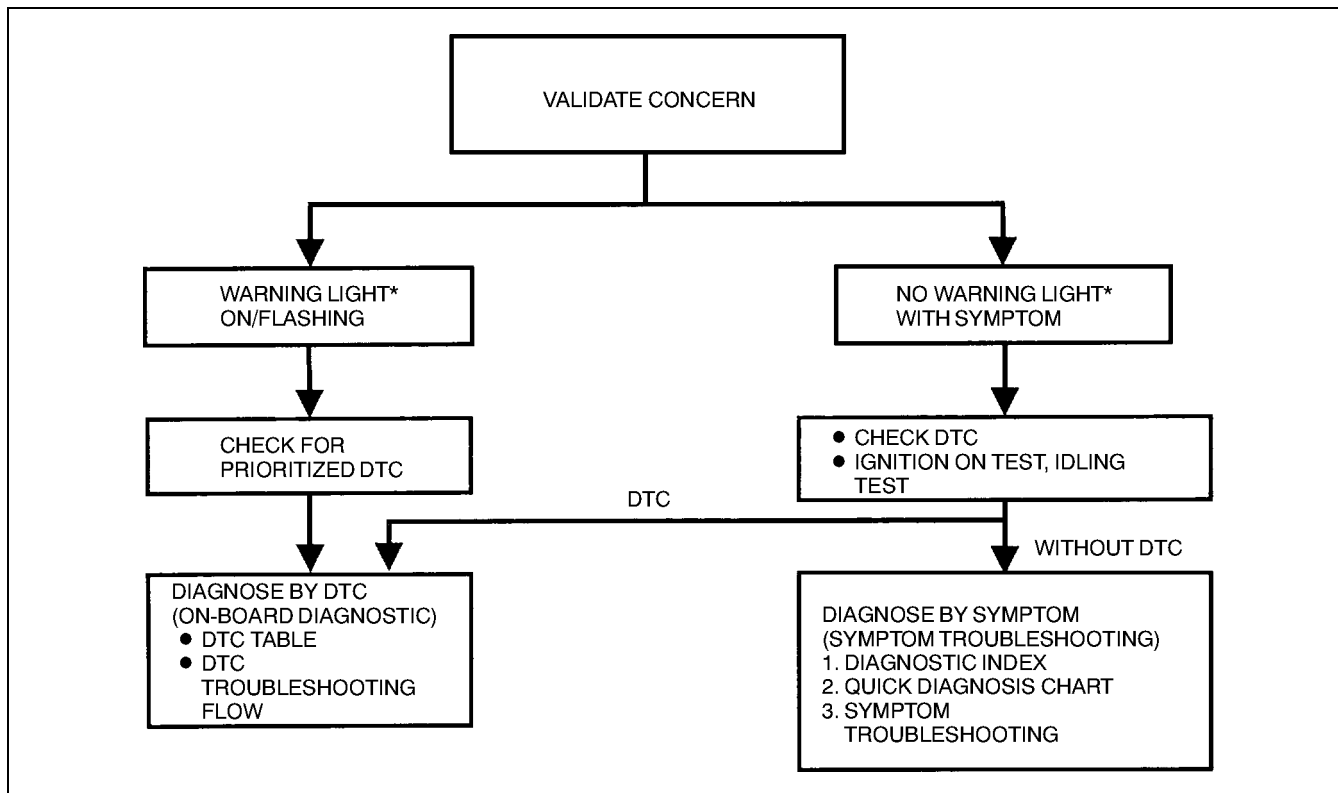 VALIDATE CONCERN
WARNING LIGHT*
ON/FLASHING
NO WARNING LIGHT*
WITH SYMPTOM
CHECK FOR
PRIORITIZED DTC
● CHECK DTC
● IGNITION ON TEST, IDLING
TEST
DTC
WITHOUT DTC
DIAGNOSE BY DTC
(ON-BOARD DIAGNOSTIC)
● DTC TABLE
● DTC
TROUBLESHOOTING
FLOW
DIAGNOSE BY SYMPTOM
(SYMPTOM TROUBLESHOOTING)
1. DIAGNOSTIC INDEX
2. QUICK DIAGNOSIS CHART
3. SYMPTOM
TROUBLESHOOTING